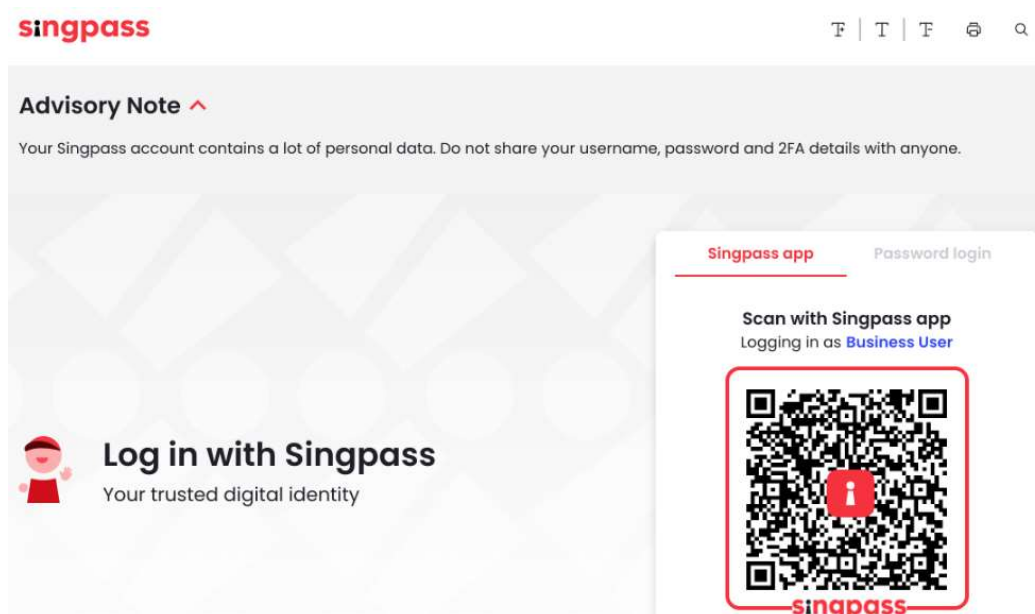 singpass
T | T | T
Advisory Note
Your Singpass account contains a lot of personal data. Do not share your username, password and 2FA details with anyone.
Singpass app
Password login
Scan with Singpass app
Logging in as Business User
Log in with Singpass
Your trusted digital identity
singpass